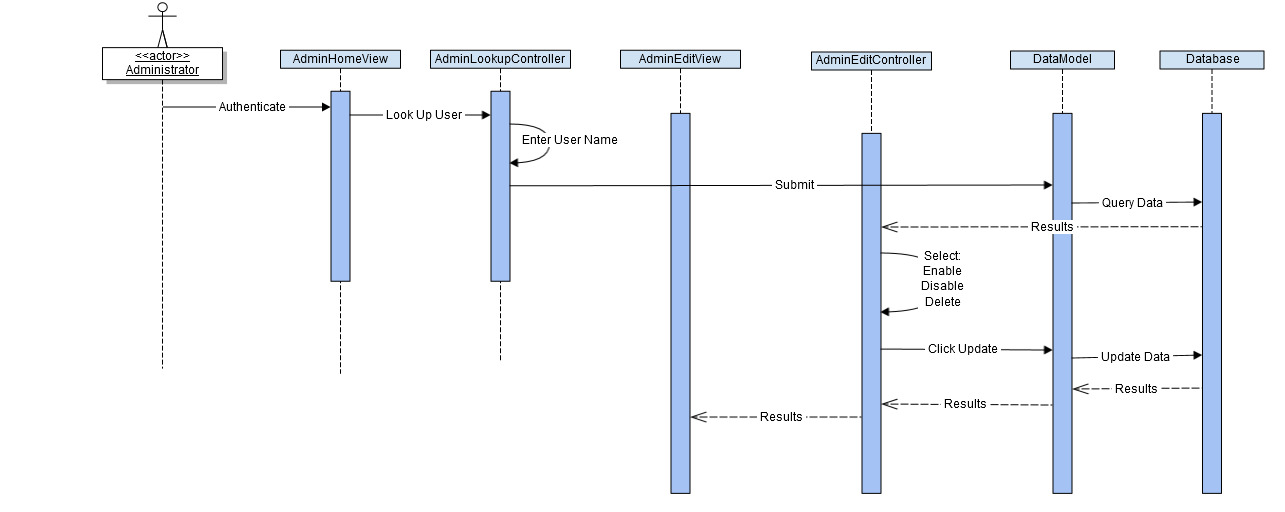 <<actor>>
Administrator
AdminHomeView
AdminLookupController
AdminEditView
AdminEditController
DataModel
Database
Authenticate
Look Up User
Enter User Name
Submit
Query Data
Results
Select:
Enable
Disable
Delete
Click Update
Update Data
Results
Results
Results